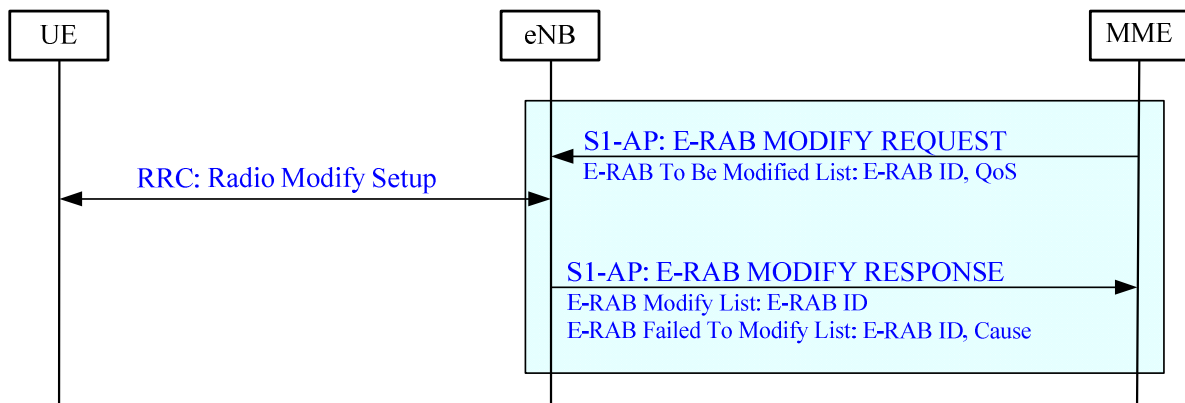 UE
eNB
MME
S1-AP: E-RAB MODIFY REQUEST
E-RAB To Be Modified List: E-RAB ID, QoS
RRC: Radio Modify Setup
S1-AP: E-RAB MODIFY RESPONSE
E-RAB Modify List: E-RAB ID
E-RAB Failed To Modify List: E-RAB ID, Cause